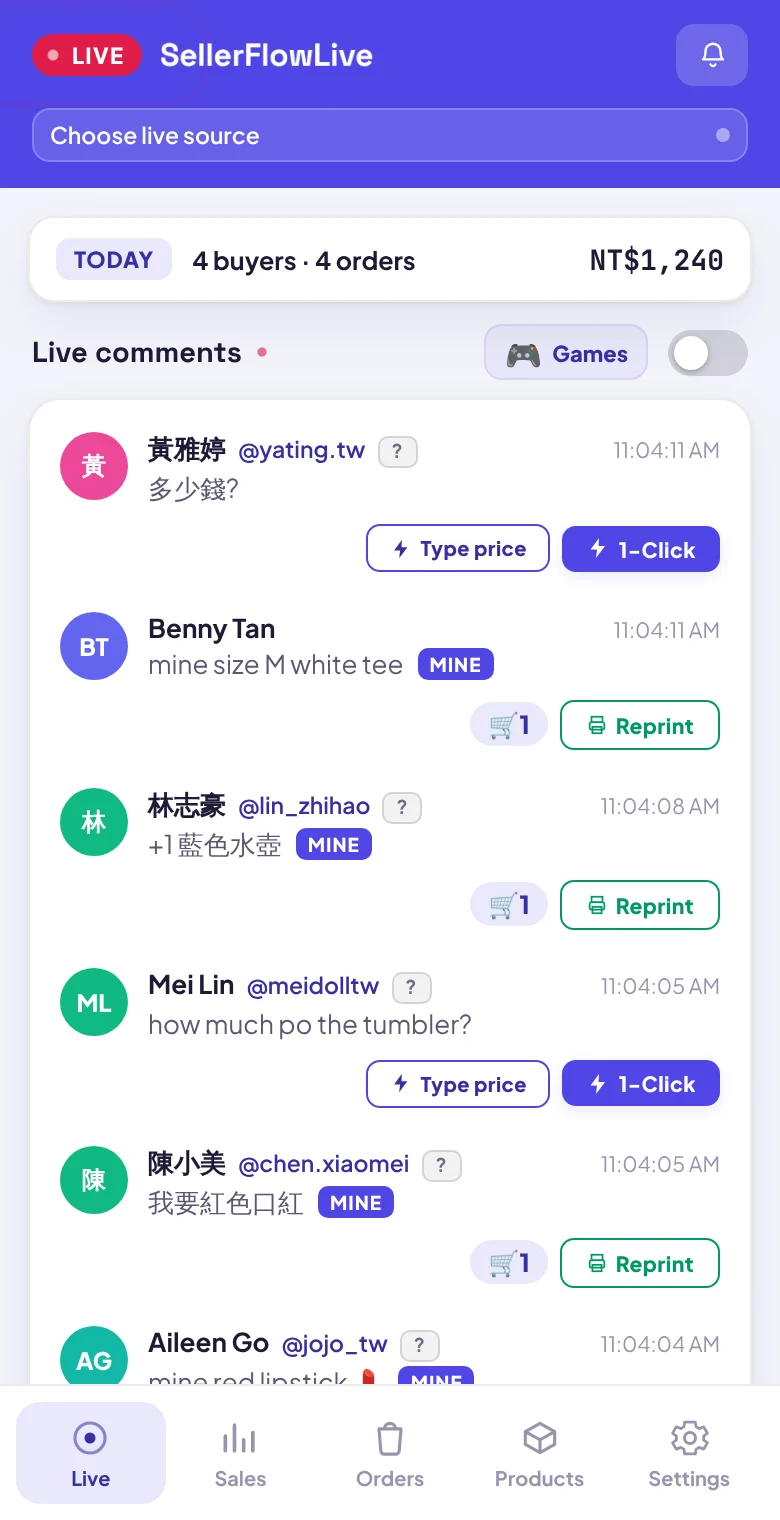 LIVE SellerFlowLive
Choose live source
TODAY 4 buyers · 4 orders NT$1,240
Live comments Games
黃 黃雅婷 @yating.tw ? 11:04:11 AM
多少錢?
Type price 1-Click
BT Benny Tan 11:04:11 AM
mine size M white tee MINE
1 Reprint
林 林志豪 @lin_zhihao ? 11:04:08 AM
+1 藍色水壺 MINE
1 Reprint
ML Mei Lin @meidolltw ? 11:04:05 AM
how much po the tumbler?
Type price 1-Click
陳 陳小美 @chen.xiaomei ? 11:04:05 AM
我要紅色口紅 MINE
1 Reprint
AG Aileen Go @jojo_tw ? 11:04:04 AM
mine red lipstick MINE
Live Sales Orders Products Settings